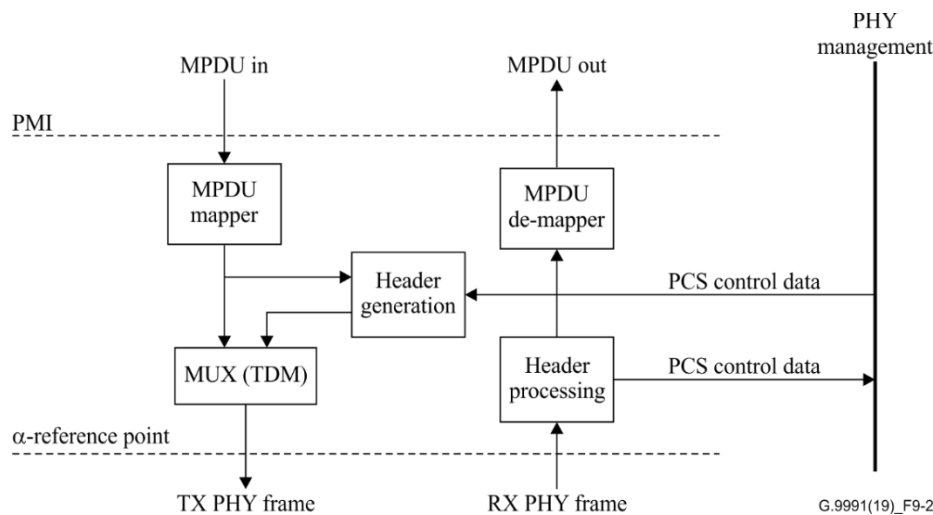 PHY
management
MPDU in
MPDU out
PMI
MPDU
mapper
MPDU
de-mapper
Header
generation
PCS control data
MUX (TDM)
Header
processing
PCS control data
α-reference point
TX PHY frame
RX PHY frame
G.9991(19)_F9-2